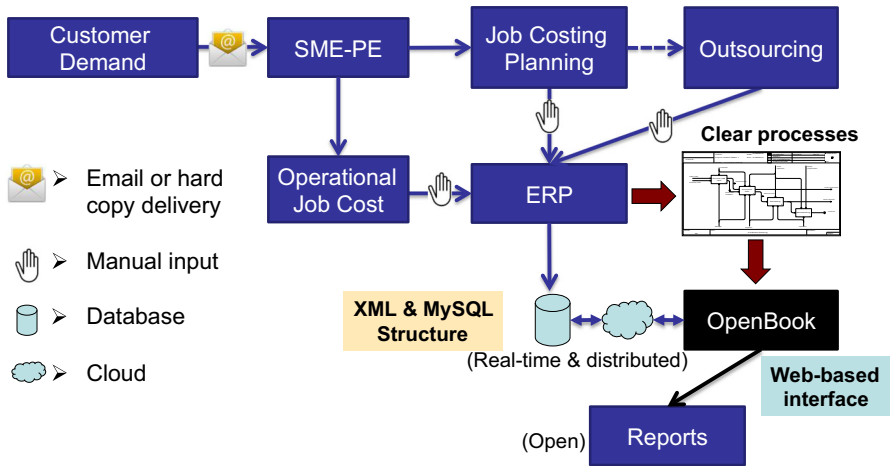 Customer
Demand
SME-PE
Job Costing
Planning
Outsourcing
Clear processes
Email or hard
copy delivery
Operational
Job Cost
ERP
Manual input
XML & MySQL
Structure
Database
OpenBook
(Real-time & distributed)
Cloud
Web-based
interface
(Open)
Reports